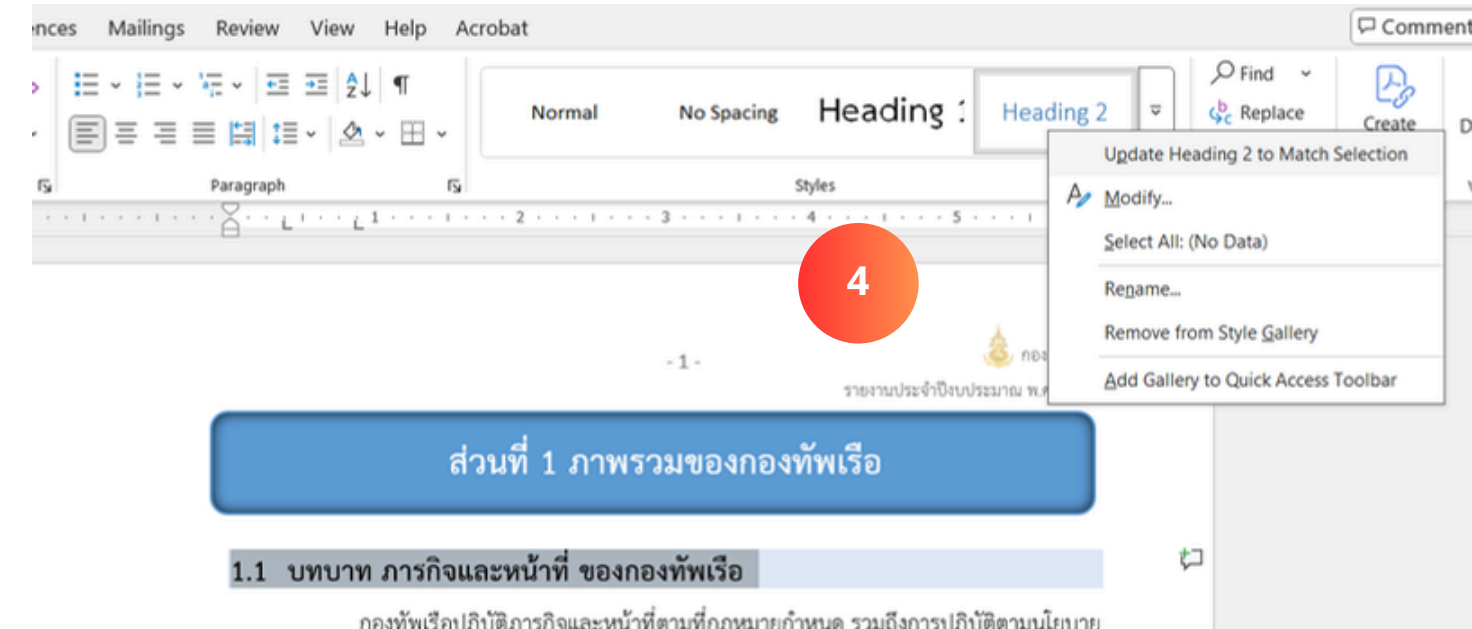 Mailings Review View Help Acrobat
Comment
Find
Replace
Create
Normal No Spacing Heading 1 Heading 2
Paragraph Styles
Update Heading 2 to Match Selection
Modify...
Select All: (No Data)
Rename...
Remove from Style Gallery
Add Gallery to Quick Access Toolbar
1 2 3 4 5
4
- 1 -
รายงานประจำปีงบประมาณ
ส่วนที่ 1 ภาพรวมของกองทัพเรือ
1.1 บทบาท ภารกิจและหน้าที่ ของกองทัพเรือ
กองทัพเรือปฏิบัติภารกิจและหน้าที่ตามที่กฎหมายกำหนด รวมถึงการปฏิบัติตามนโยบาย